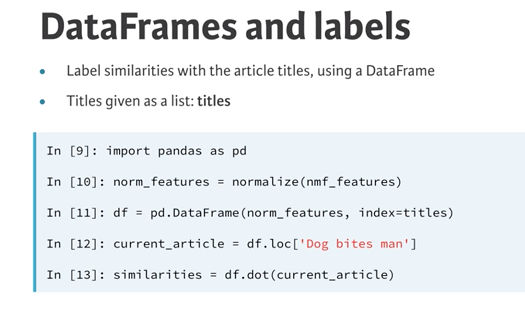 DataFrames and labels
• Label similarities with the article titles, using a DataFrame
• Titles given as a list: titles
In [9]: import pandas as pd
In [10]: norm_features = normalize(nmf_features)
In [11]: df = pd.DataFrame(norm_features, index=titles)
In [12]: current_article = df.loc['Dog bites man']
In [13]: similarities = df.dot(current_article)